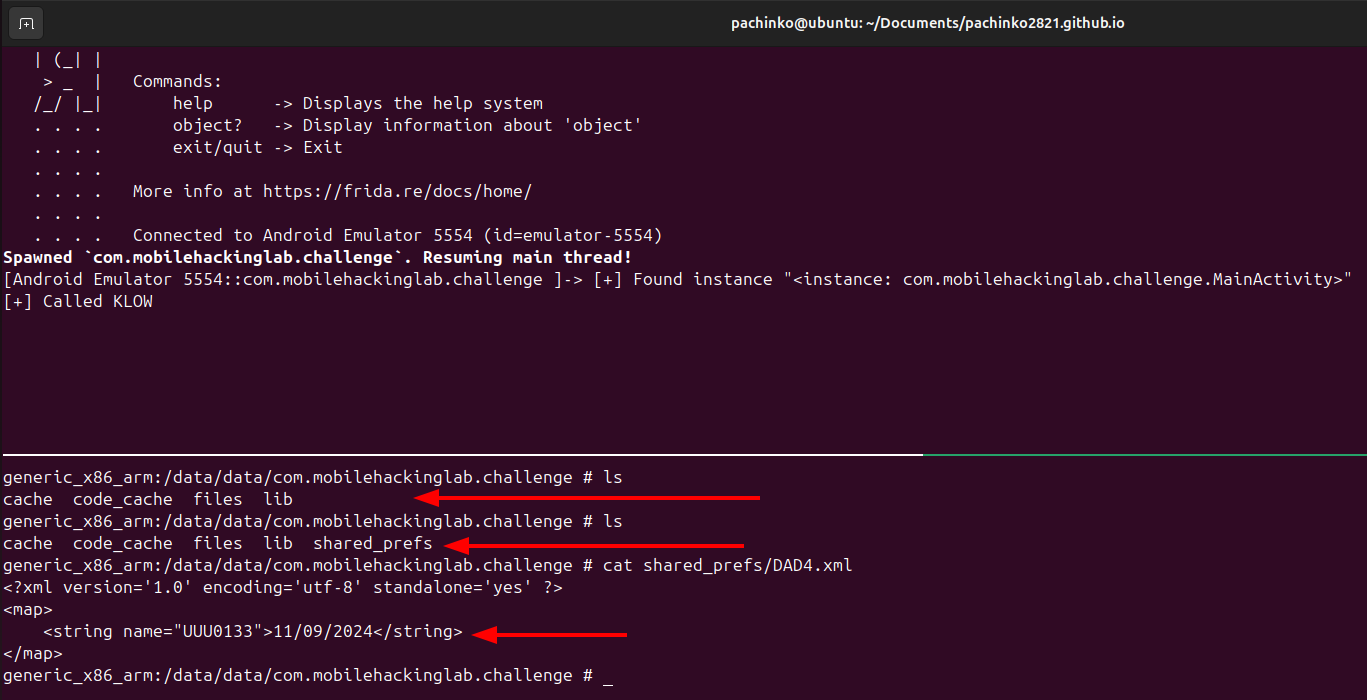 pachinko@ubuntu: ~/Documents/pachinko2821.github.io
   | (_| |
    > _  |   Commands:
   /_/ |_|       help      -> Displays the help system
   . . . .       object?   -> Display information about 'object'
   . . . .       exit/quit -> Exit
   . . . .
   . . . .   More info at https://frida.re/docs/home/
   . . . .
   . . . .   Connected to Android Emulator 5554 (id=emulator-5554)
Spawned `com.mobilehackinglab.challenge`. Resuming main thread!
[Android Emulator 5554::com.mobilehackinglab.challenge ]-> [+] Found instance "<instance: com.mobilehackinglab.challenge.MainActivity>"
[+] Called KLOW
generic_x86_arm:/data/data/com.mobilehackinglab.challenge # ls
cache  code_cache  files  lib
generic_x86_arm:/data/data/com.mobilehackinglab.challenge # ls
cache  code_cache  files  lib  shared_prefs
generic_x86_arm:/data/data/com.mobilehackinglab.challenge # cat shared_prefs/DAD4.xml
<?xml version='1.0' encoding='utf-8' standalone='yes' ?>
<map>
    <string name="UUU0133">11/09/2024</string>
</map>
generic_x86_arm:/data/data/com.mobilehackinglab.challenge # _